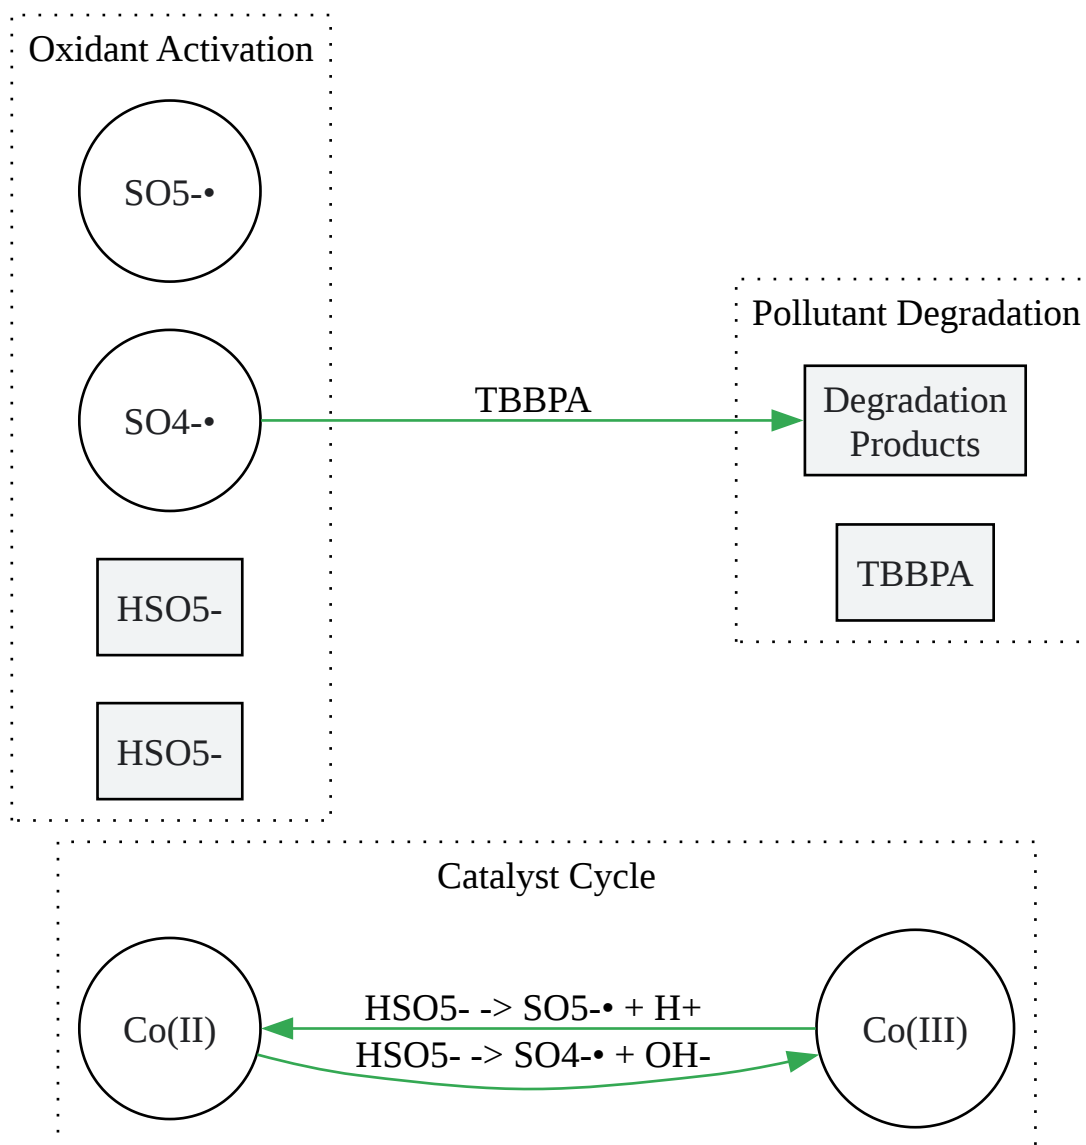 Oxidant Activation
SO5-•
SO4-•
TBBPA
HSO5-
HSO5-
Pollutant Degradation
Degradation
Products
TBBPA
Catalyst Cycle
Co(II)
HSO5- -> SO5-• + H+
HSO5- -> SO4-• + OH-
Co(III)